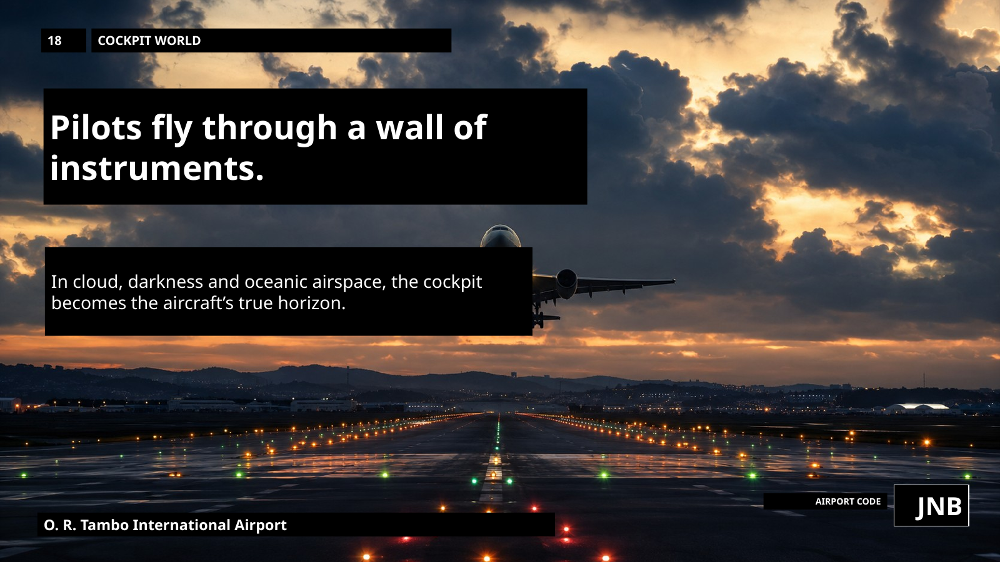 18
COCKPIT WORLD
Pilots fly through a wall of
instruments.
In cloud, darkness and oceanic airspace, the cockpit
becomes the aircraft’s true horizon.
AIRPORT CODE
JNB
O. R. Tambo International Airport